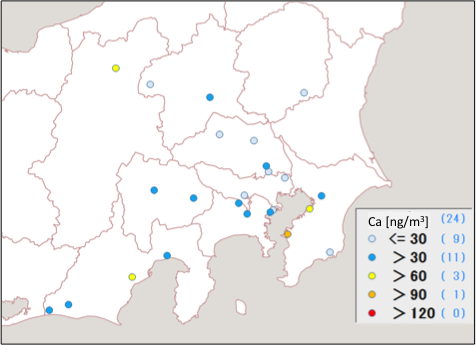 Ca [ng/m³] (24)
<= 30 ( 9)
> 30 (11)
> 60 ( 3)
> 90 ( 1)
> 120 ( 0)